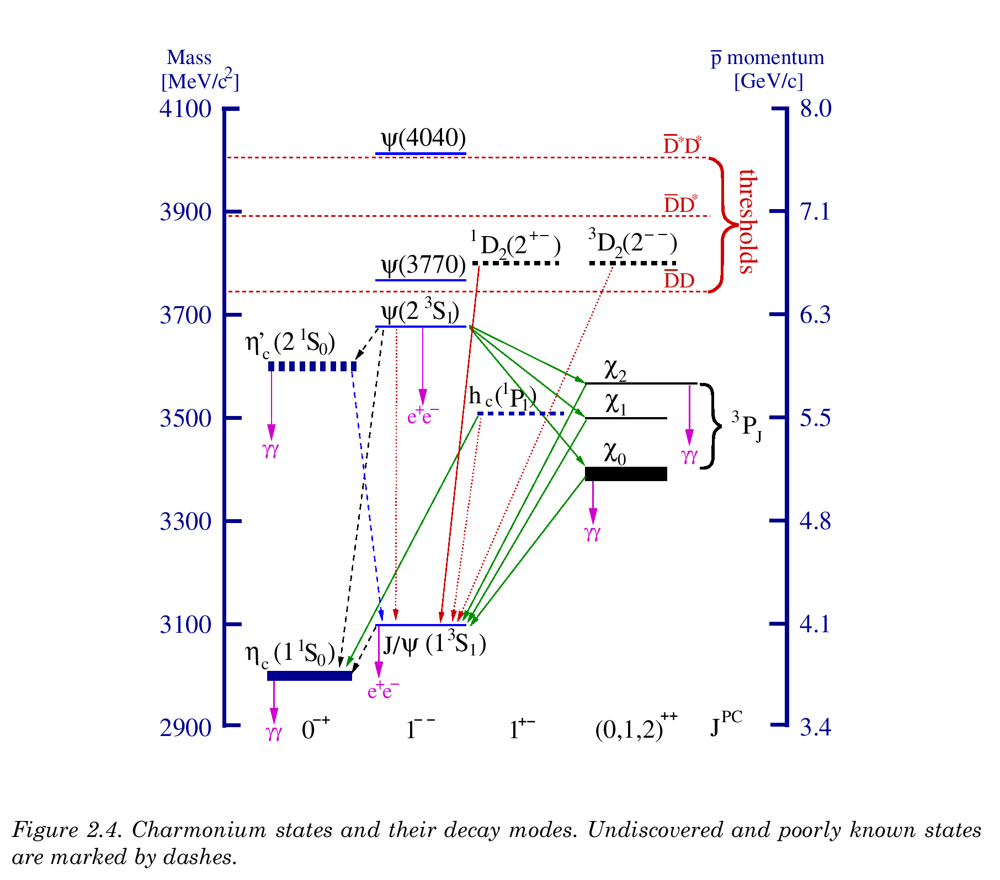 Mass
[MeV/c²]
p̅ momentum
[GeV/c]
4100
8.0
ψ(4040)
D̅*D*
thresholds
3900
7.1
D̅D*
¹D₂(2⁺⁻)
³D₂(2⁻⁻)
ψ(3770)
D̅D
3700
6.3
ψ(2 ³S₁)
η'c (2 ¹S₀)
χ₂
hc(¹P₁)
χ₁
e⁺e⁻
3500
5.5
³PJ
γγ
χ₀
γγ
3300
4.8
γγ
3100
4.1
J/ψ (1³S₁)
ηc (1 ¹S₀)
e⁺e⁻
2900
3.4
γγ
0⁻⁺
1⁻⁻
1⁺⁻
(0,1,2)⁺⁺
Jᴾꟲ
Figure 2.4. Charmonium states and their decay modes. Undiscovered and poorly known states
are marked by dashes.